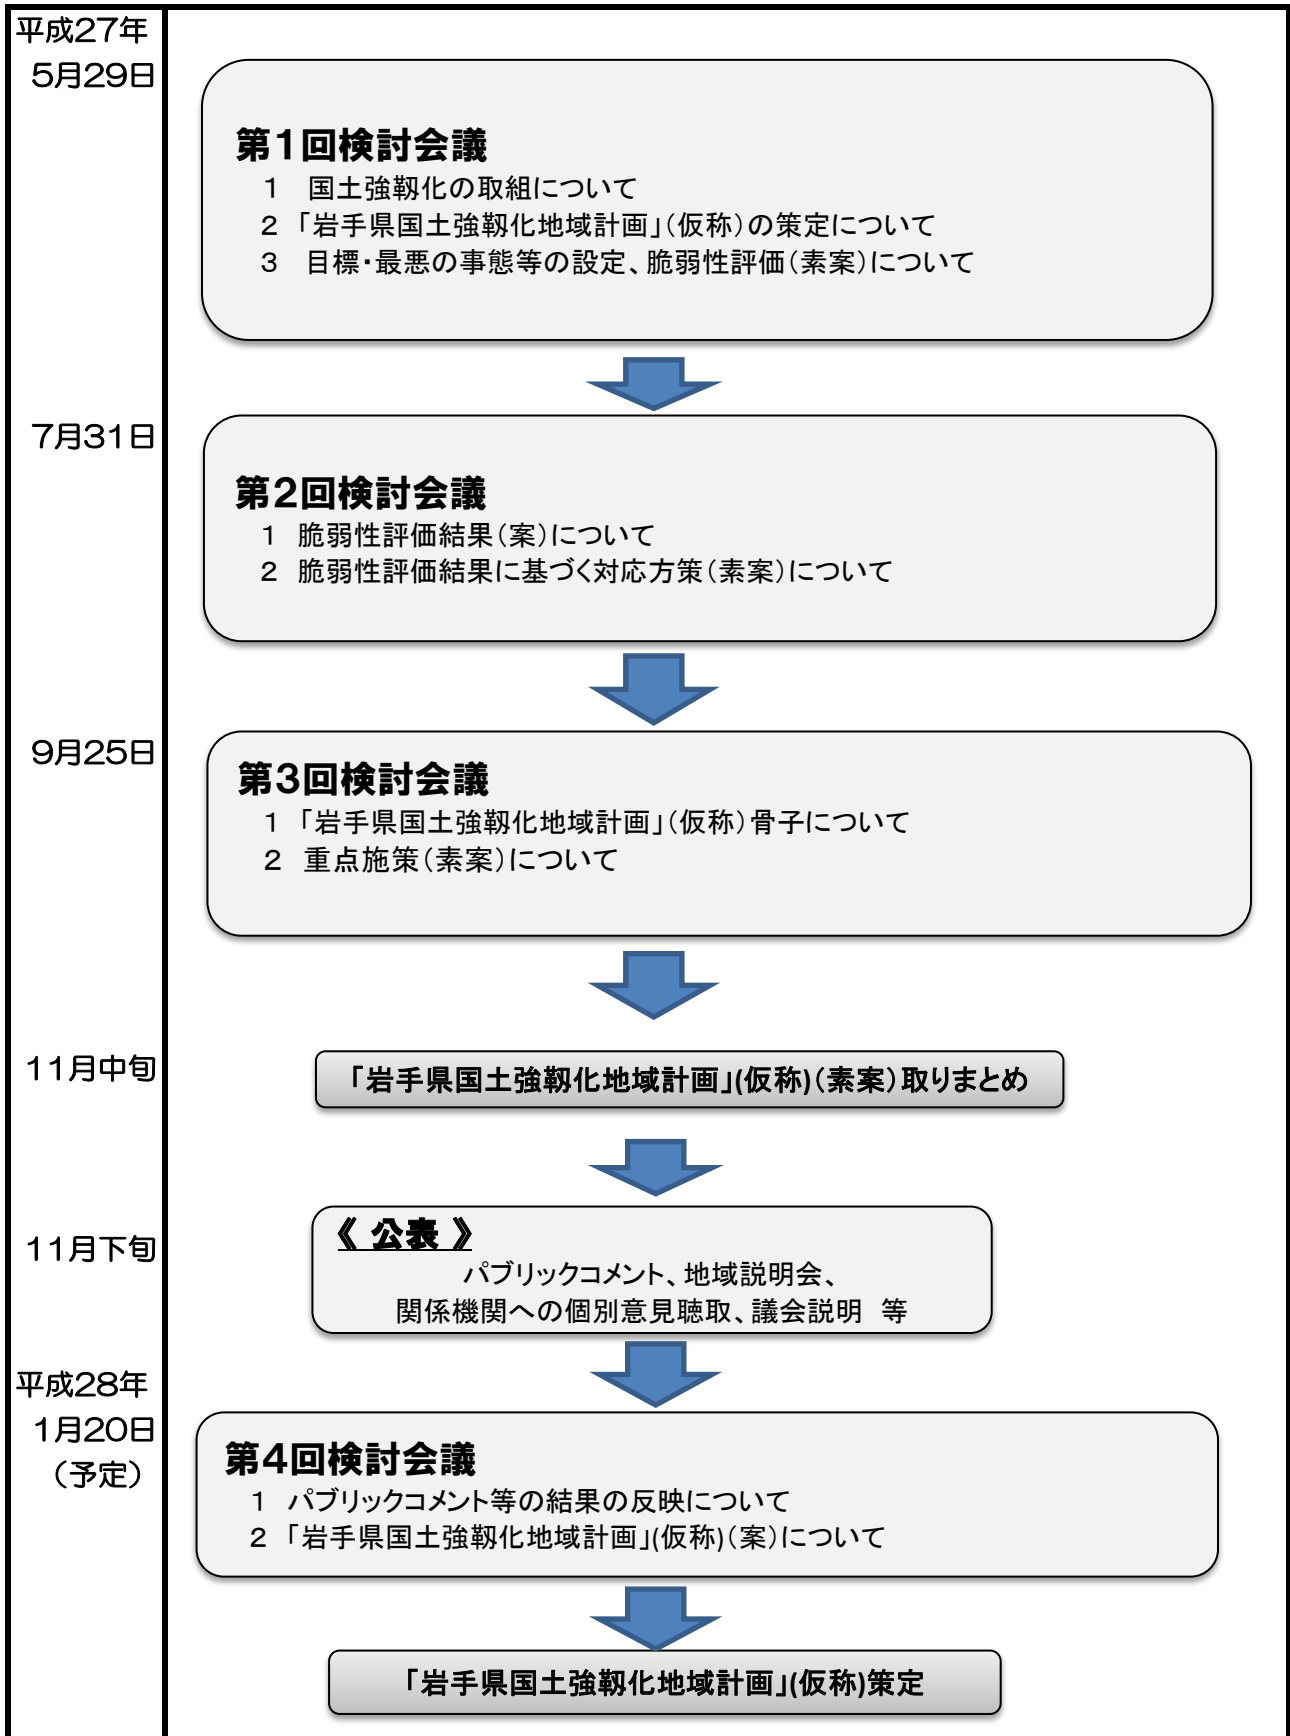 平成27年
5月29日
第1回検討会議
1　国土強靱化の取組について
2「岩手県国土強靱化地域計画」(仮称)の策定について
3　目標・最悪の事態等の設定、脆弱性評価(素案)について
7月31日
第2回検討会議
1　脆弱性評価結果(案)について
2　脆弱性評価結果に基づく対応方策(素案)について
9月25日
第3回検討会議
1「岩手県国土強靱化地域計画」(仮称)骨子について
2　重点施策(素案)について
11月中旬
「岩手県国土強靱化地域計画」(仮称)(素案)取りまとめ
11月下旬
《 公表 》
パブリックコメント、地域説明会、
関係機関への個別意見聴取、議会説明　等
平成28年
1月20日
(予定)
第4回検討会議
1　パブリックコメント等の結果の反映について
2「岩手県国土強靱化地域計画」(仮称)(案)について
「岩手県国土強靱化地域計画」(仮称)策定